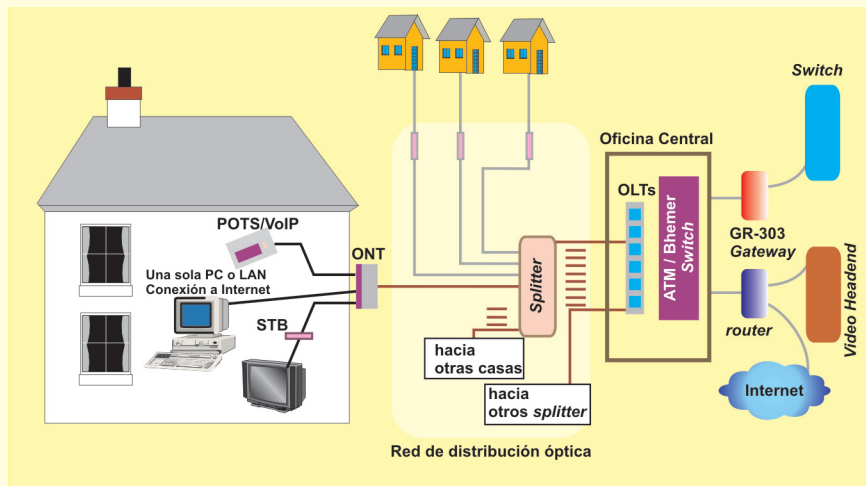 Switch
Oficina Central
OLTs
ATM / Bhemer
Switch
GR-303
Gateway
Video Headend
router
Internet
POTS/VoIP
ONT
Una sola PC o LAN
Conexión a Internet
STB
Splitter
hacia
otras casas
hacia
otros splitter
Red de distribución óptica